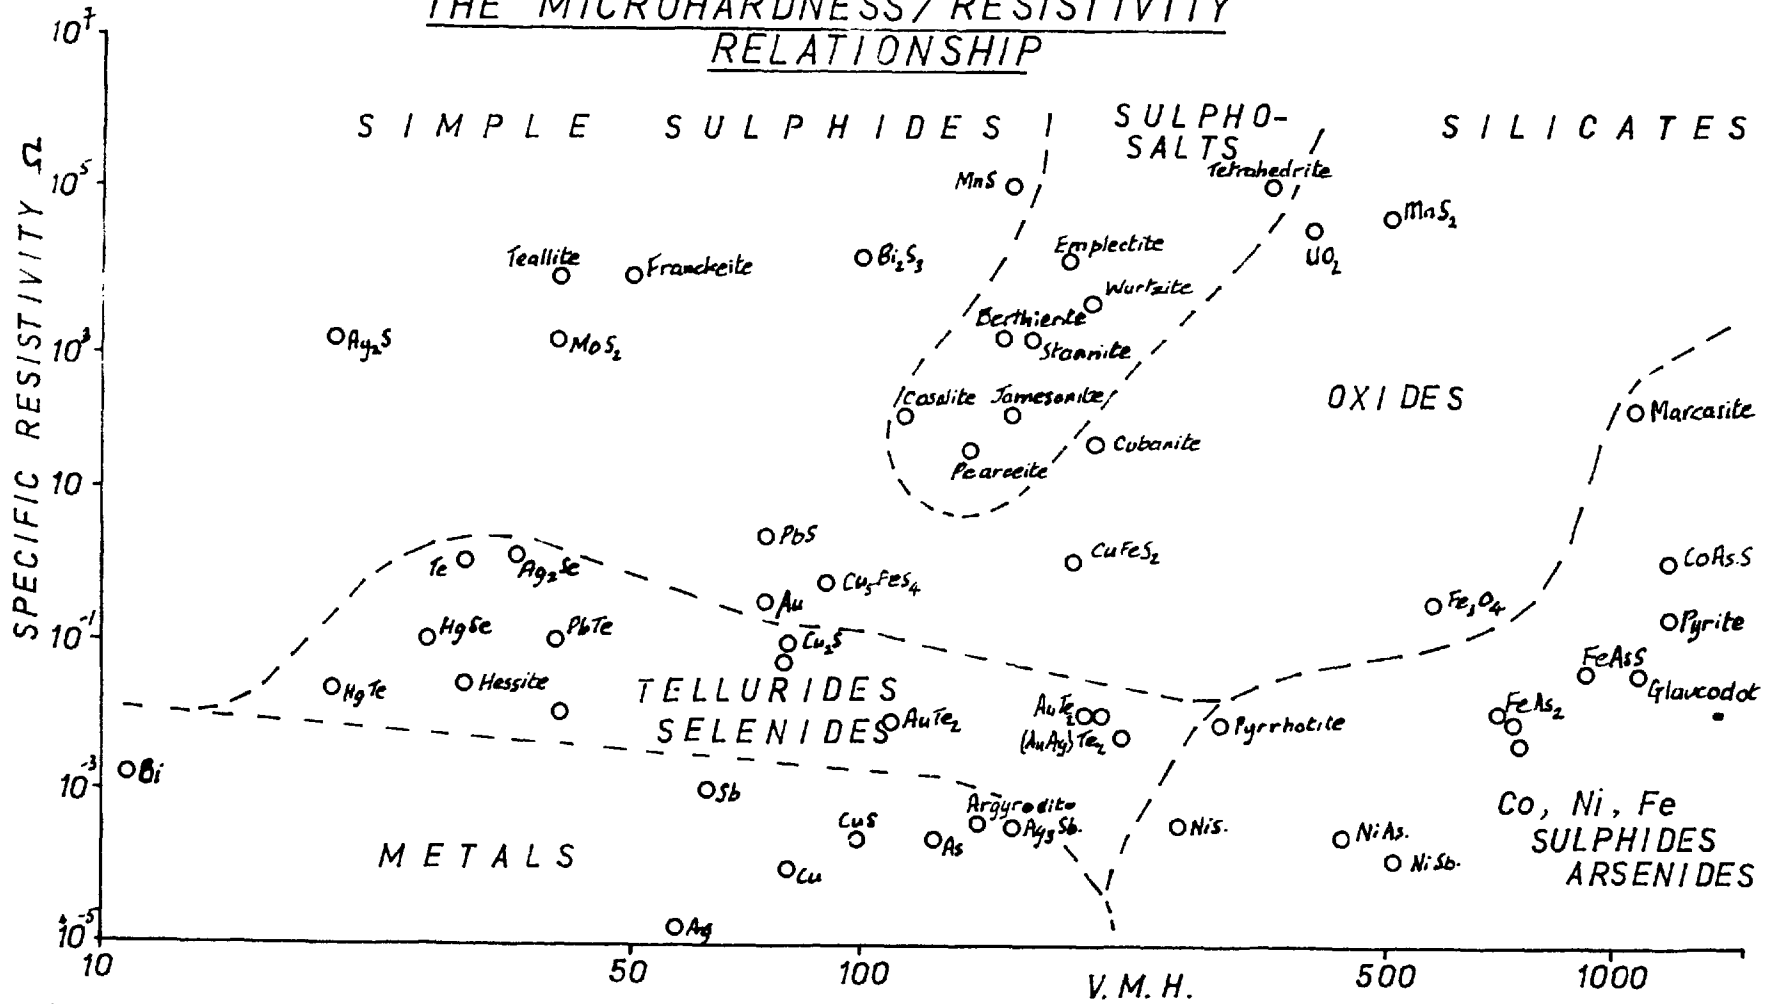 THE MICROHARDNESS/RESISTIVITY
RELATIONSHIP
SPECIFIC RESISTIVITY Ω
10⁷
10⁵
10³
10
10⁻¹
10⁻³
10⁻⁵
SIMPLE SULPHIDES
SULPHO-
SALTS
SILICATES
Tetrahedrite
MnS
MnS₂
UO₂
Emplectite
Teallite
Franckeite
Bi₂S₃
Wurtzite
Berthierite
Stannite
Ag₂S
MoS₂
OXIDES
Cosalite
Jamesonite
Marcasite
Cubanite
Pearceite
PbS
CuFeS₂
CoAs.S
Te
Ag₂Se
Cu₅FeS₄
Au
Fe₃O₄
HgSe
PbTe
Cu₂S
Pyrite
FeAsS
Glaucodot
HgTe
Hessite
TELLURIDES
SELENIDES
AuTe₂
AuTe₂
(AuAg)Te₂
Pyrrhotite
FeAs₂
Bi
Sb
Argyrodite
Ag₃Sb.
CuS
As
NiS.
NiAs.
NiSb.
Co, Ni, Fe
SULPHIDES
ARSENIDES
METALS
Cu
Ag
10
50
100
V.M.H.
500
1000